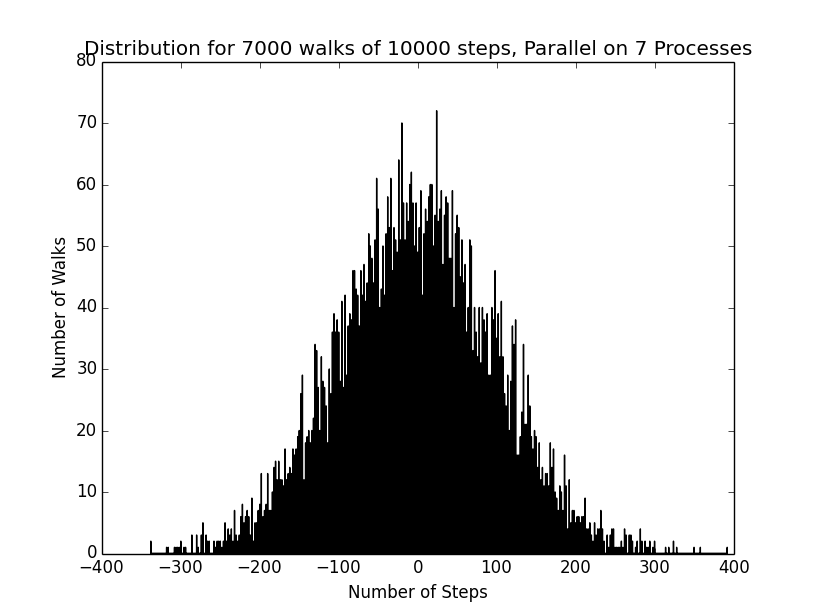 Distribution for 7000 walks of 10000 steps, Parallel on 7 Processes
80
70
60
50
40
30
20
10
0
Number of Walks
−400 −300 −200 −100 0 100 200 300 400
Number of Steps